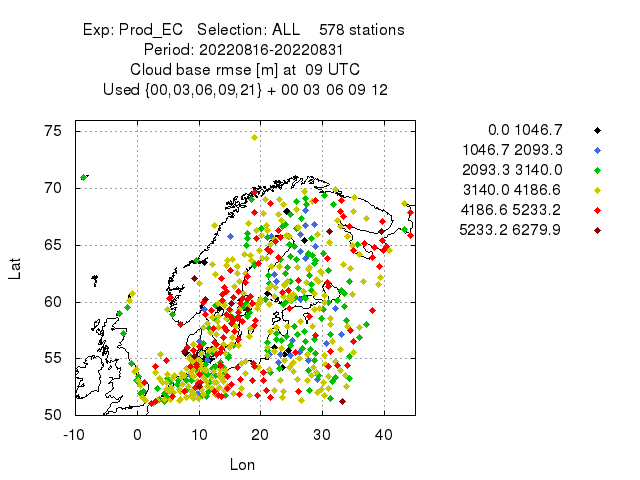 Exp: Prod_EC   Selection: ALL    578 stations
Period: 20220816-20220831
Cloud base rmse [m] at  09 UTC
Used {00,03,06,09,21} + 00 03 06 09 12
0.0 1046.7
1046.7 2093.3
2093.3 3140.0
3140.0 4186.6
4186.6 5233.2
5233.2 6279.9
75
70
65
60
55
50
Lat
-10 0 10 20 30 40
Lon